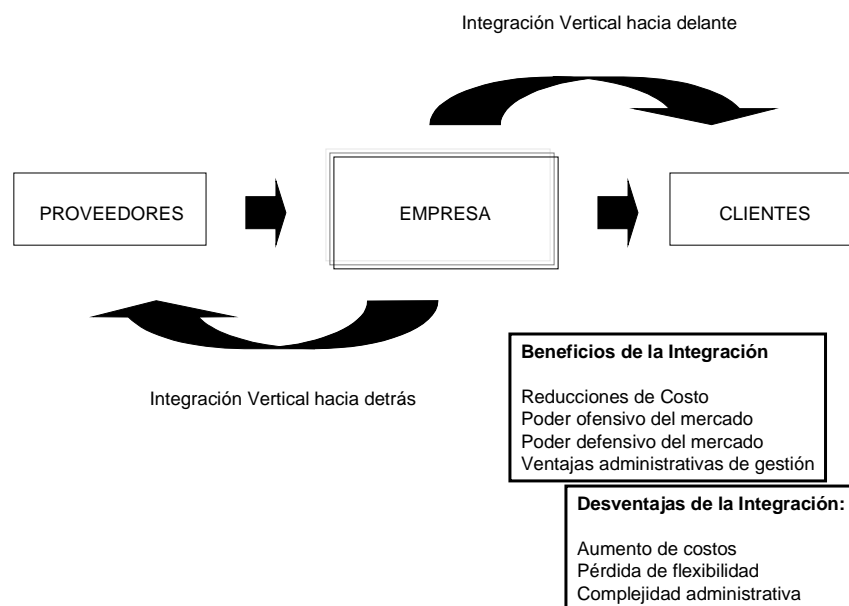 Integración Vertical hacia delante
PROVEEDORES
EMPRESA
CLIENTES
Integración Vertical hacia detrás
Beneficios de la Integración
Reducciones de Costo
Poder ofensivo del mercado
Poder defensivo del mercado
Ventajas administrativas de gestión
Desventajas de la Integración:
Aumento de costos
Pérdida de flexibilidad
Complejidad administrativa